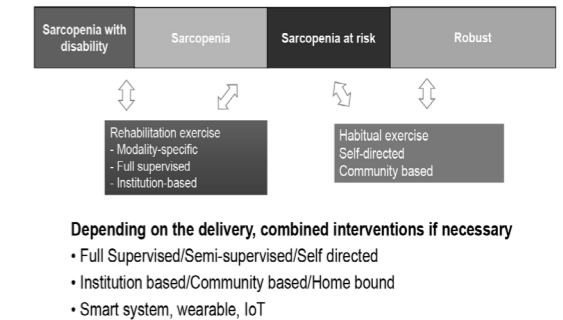 Sarcopenia with
disability
Sarcopenia
Sarcopenia at risk
Robust
Rehabilitation exercise
- Modality-specific
- Full supervised
- Institution-based
Habitual exercise
Self-directed
Community based
Depending on the delivery, combined interventions if necessary
• Full Supervised/Semi-supervised/Self directed
• Institution based/Community based/Home bound
• Smart system, wearable, IoT